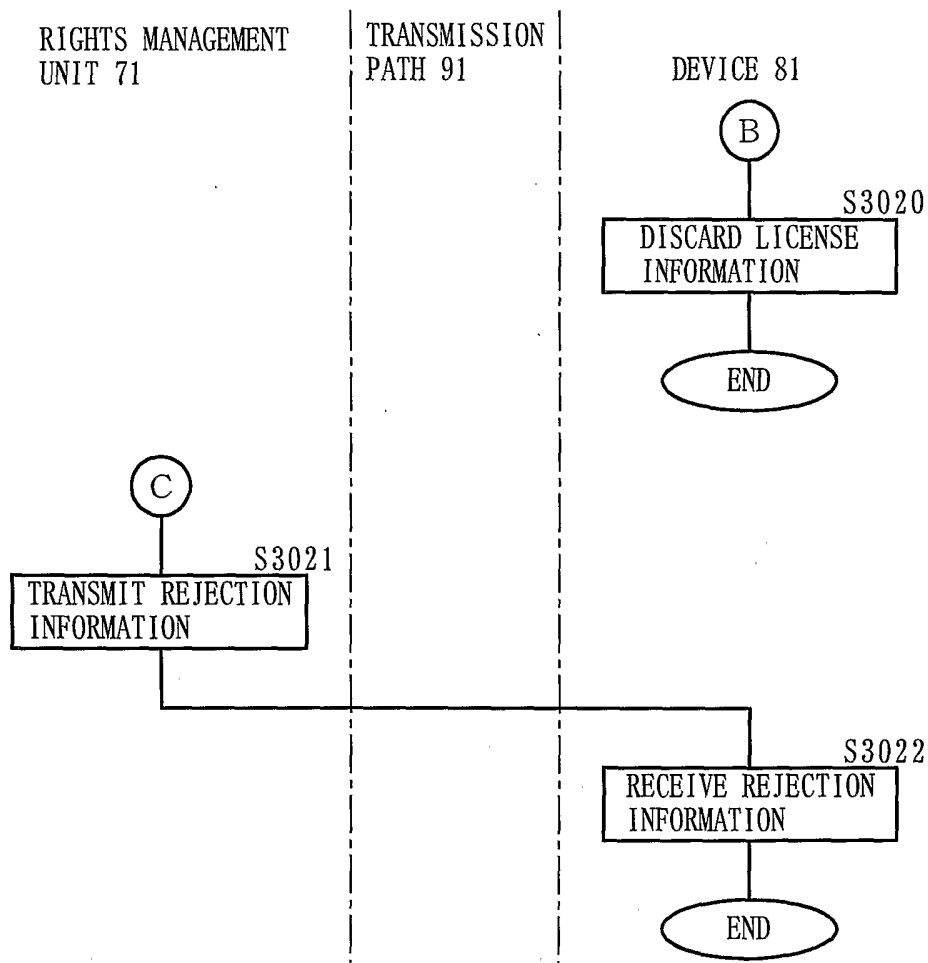 RIGHTS MANAGEMENT
UNIT 71
TRANSMISSION
PATH 91
DEVICE 81
B
S3020
DISCARD LICENSE
INFORMATION
END
C
S3021
TRANSMIT REJECTION
INFORMATION
S3022
RECEIVE REJECTION
INFORMATION
END